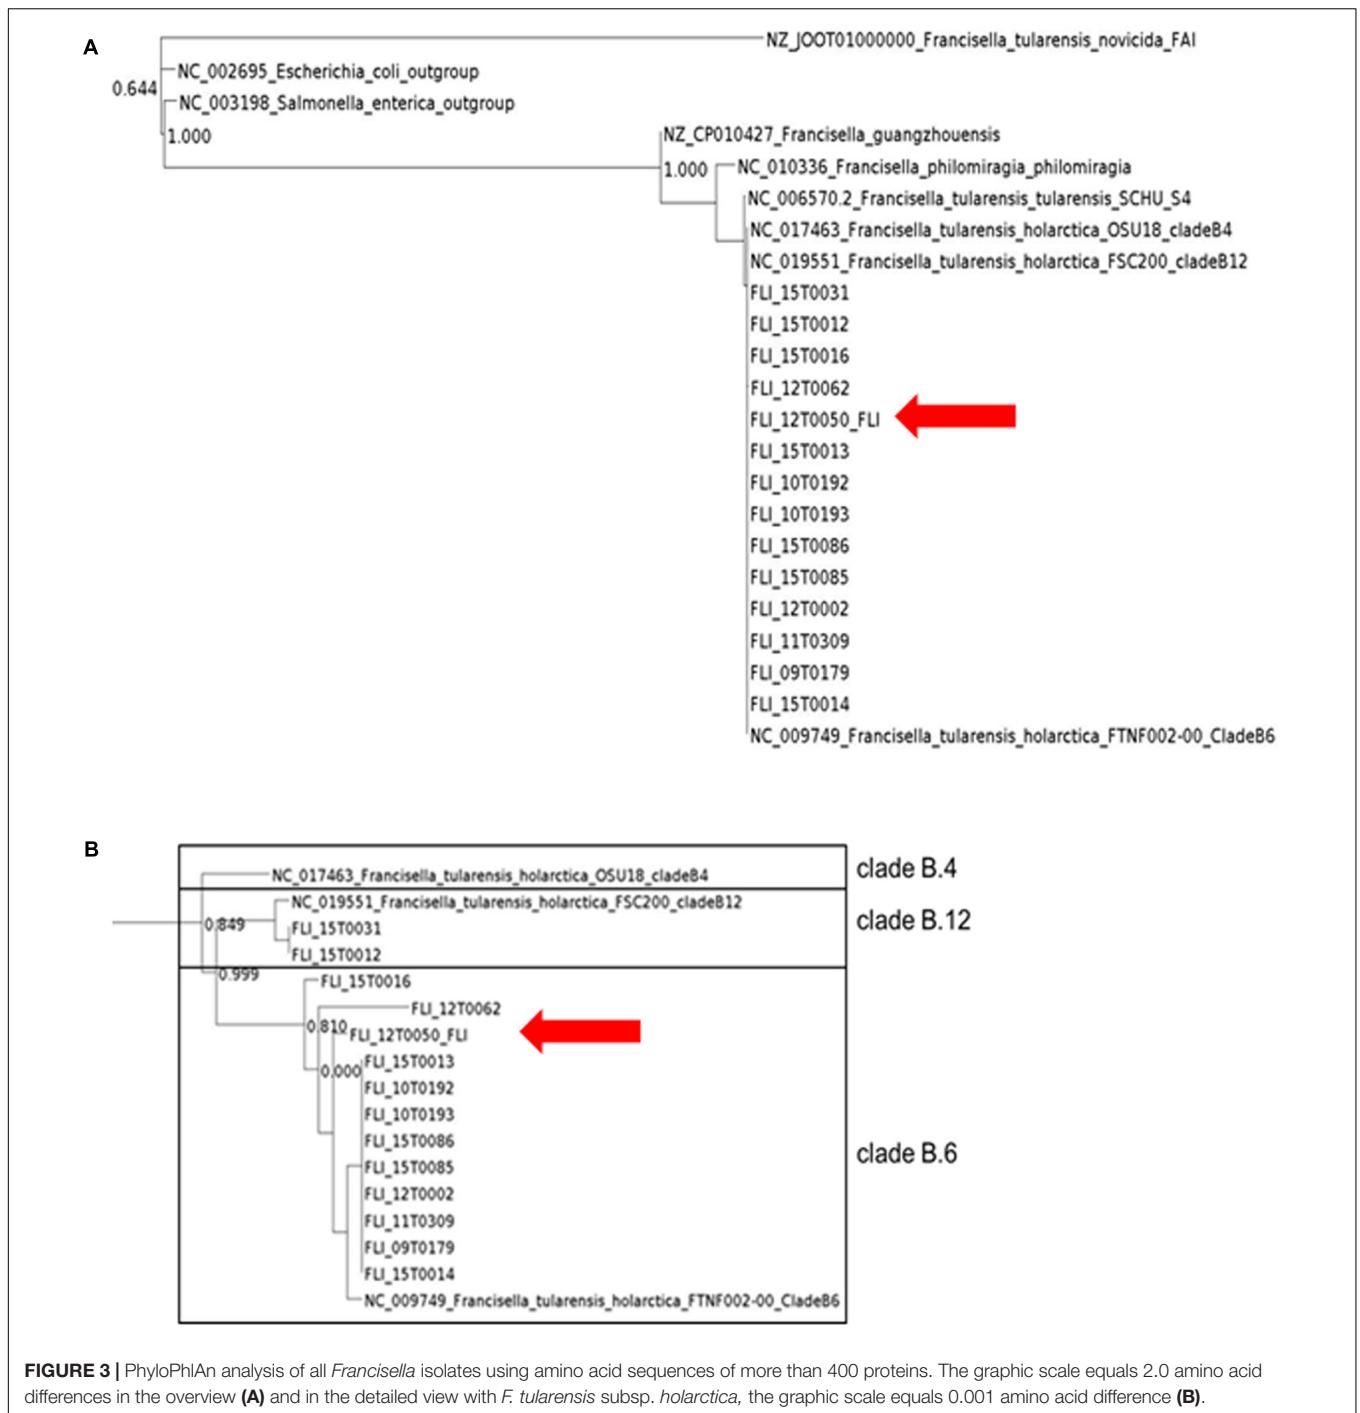 A
NZ_JOOT01000000_Francisella_tularensis_novicida_FAI
NC_002695_Escherichia_coli_outgroup
0.644
NC_003198_Salmonella_enterica_outgroup
1.000
NZ_CP010427_Francisella_guangzhouensis
1.000
NC_010336_Francisella_philomiragia_philomiragia
NC_006570.2_Francisella_tularensis_tularensis_SCHU_S4
NC_017463_Francisella_tularensis_holarctica_OSU18_cladeB4
NC_019551_Francisella_tularensis_holarctica_FSC200_cladeB12
FLI_15T0031
FLI_15T0012
FLI_15T0016
FLI_12T0062
FLI_12T0050_FLI
FLI_15T0013
FLI_10T0192
FLI_10T0193
FLI_15T0086
FLI_15T0085
FLI_12T0002
FLI_11T0309
FLI_09T0179
FLI_15T0014
NC_009749_Francisella_tularensis_holarctica_FTNF002-00_CladeB6
B
NC_017463_Francisella_tularensis_holarctica_OSU18_cladeB4
clade B.4
NC_019551_Francisella_tularensis_holarctica_FSC200_cladeB12
0.849
FLI_15T0031
clade B.12
FLI_15T0012
0.999
FLI_15T0016
FLI_12T0062
0.810
FLI_12T0050_FLI
FLI_15T0013
0.000
FLI_10T0192
FLI_10T0193
FLI_15T0086
clade B.6
FLI_15T0085
FLI_12T0002
FLI_11T0309
FLI_09T0179
FLI_15T0014
NC_009749_Francisella_tularensis_holarctica_FTNF002-00_CladeB6
FIGURE 3 | PhyloPhlAn analysis of all Francisella isolates using amino acid sequences of more than 400 proteins. The graphic scale equals 2.0 amino acid
differences in the overview (A) and in the detailed view with F. tularensis subsp. holarctica, the graphic scale equals 0.001 amino acid difference (B).